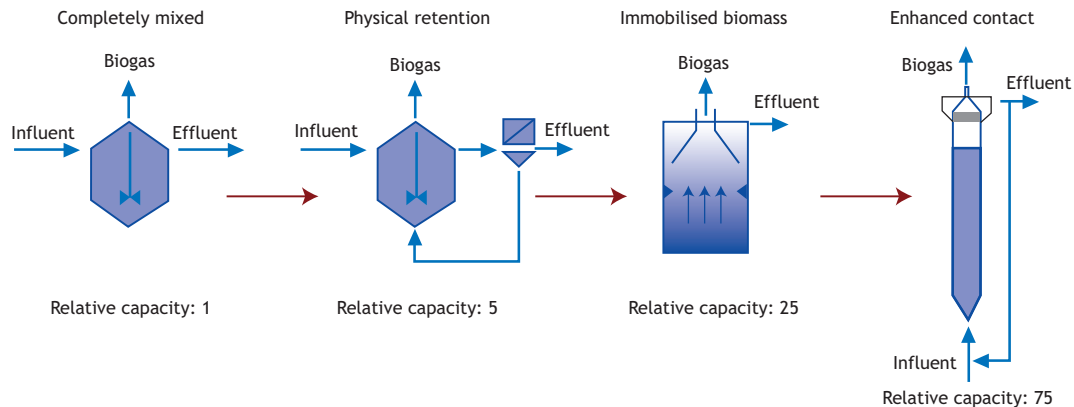 Completely mixed
Biogas
Influent
Effluent
Relative capacity: 1
Physical retention
Biogas
Influent
Effluent
Relative capacity: 5
Immobilised biomass
Biogas
Effluent
Relative capacity: 25
Enhanced contact
Biogas
Effluent
Influent
Relative capacity: 75